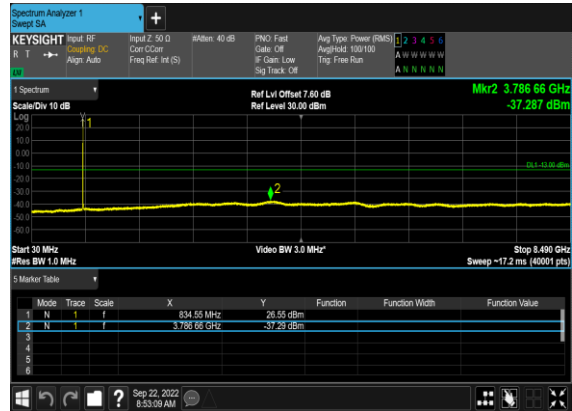 Spectrum Analyzer 1
Swept SA
+
KEYSIGHT
R T
Input: RF
Coupling: DC
Align: Auto
Input Z: 50 Ω
Corr CCorr
Freq Ref: Int (S)
#Atten: 40 dB
PNO: Fast
Gate: Off
IF Gain: Low
Sig Track: Off
Avg Type: Power (RMS)
Avg|Hold: 100/100
Trig: Free Run
1 2 3 4 5 6
A W W W W W
A N N N N N
1 Spectrum
Scale/Div 10 dB
Ref Lvl Offset 7.60 dB
Ref Level 30.00 dBm
Mkr2 3.786 66 GHz
-37.287 dBm
Log
20.0
10.0
0.00
-10.0
-20.0
-30.0
-40.0
-50.0
-60.0
1
2
DL1 -13.00 dBm
Start 30 MHz
#Res BW 1.0 MHz
Video BW 3.0 MHz*
Stop 8.490 GHz
Sweep ~17.2 ms (40001 pts)
5 Marker Table
Mode Trace Scale X Y Function Function Width Function Value
1 N 1 f 834.55 MHz 26.55 dBm
2 N 1 f 3.786 66 GHz -37.29 dBm
3
4
5
6
?
Sep 22, 2022
8:53:09 AM